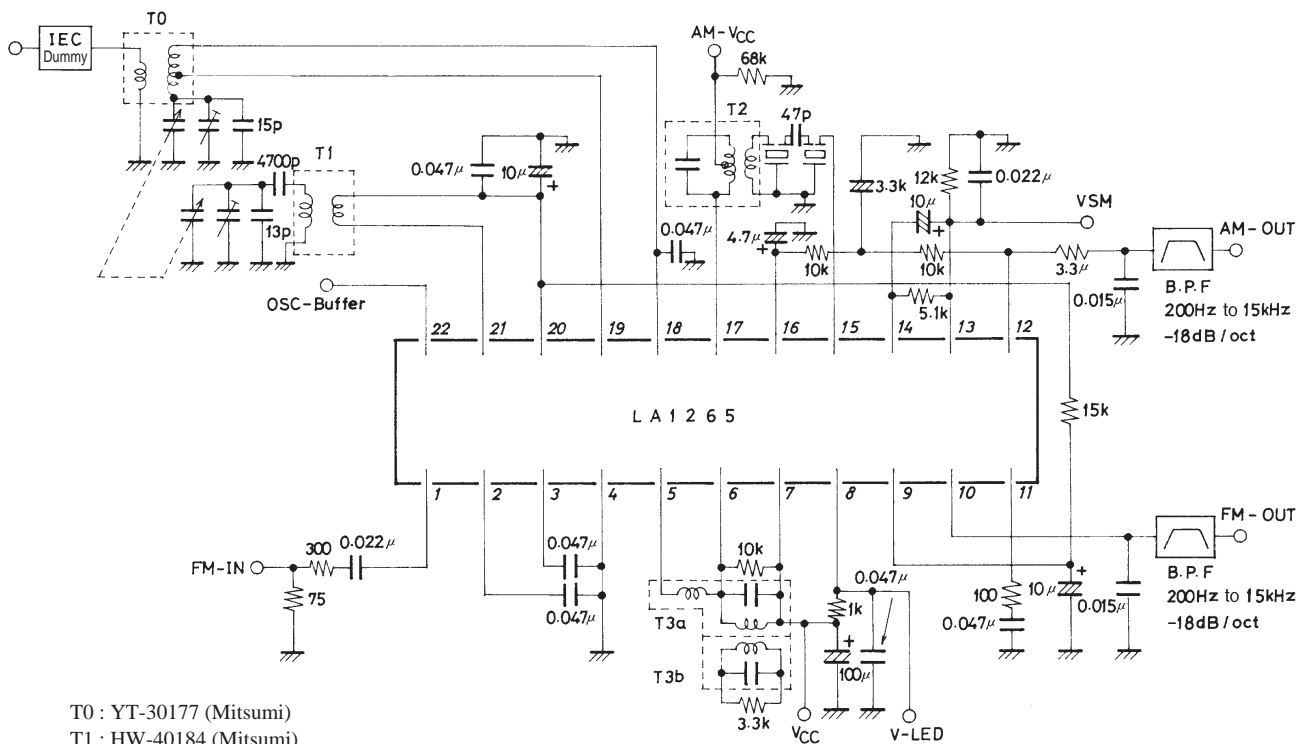 T0
IEC
Dummy
15p
4700p
T1
13p
0.047μ
10μ
+
OSC-Buffer
AM-VCC
68k
T2
47p
0.047μ
4.7μ
+
10k
3.3k
10k
12k
0.022μ
10μ
+
5.1k
VSM
3.3μ
0.015μ
AM-OUT
B.P.F
200Hz to 15kHz
-18dB/oct
22 21 20 19 18 17 16 15 14 13 12
LA1265
15k
1 2 3 4 5 6 7 8 9 10 11
FM-IN
300
0.022μ
75
0.047μ
0.047μ
10k
T3a
T3b
3.3k
VCC
1k
+
100μ
0.047μ
V-LED
100
0.047μ
10μ
+
0.015μ
FM-OUT
B.P.F
200Hz to 15kHz
-18dB/oct
T0 : YT-30177 (Mitsumi)
T1 : HW-40184 (Mitsumi)